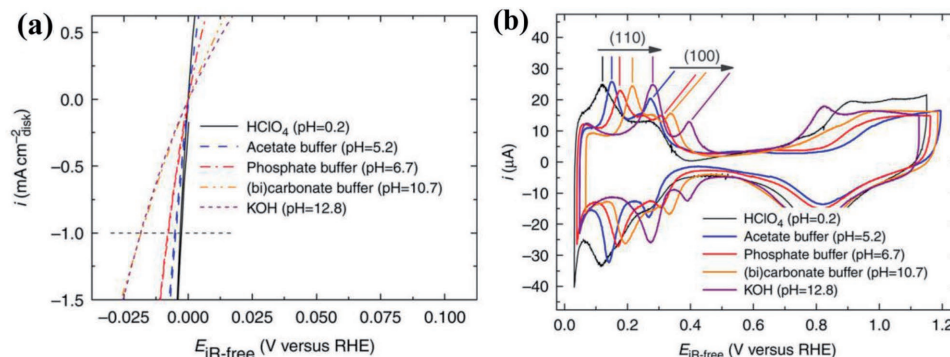 (a)
0.5
0.0
−0.5
−1.0
−1.5
i (mA cm⁻²disk)
HClO₄ (pH=0.2)
Acetate buffer (pH=5.2)
Phosphate buffer (pH=6.7)
(bi)carbonate buffer (pH=10.7)
KOH (pH=12.8)
−0.025 0.000 0.025 0.050 0.075 0.100
EiR-free (V versus RHE)
(b)
(110)
(100)
40
30
20
10
0
−10
−20
−30
−40
i (μA)
HClO₄ (pH=0.2)
Acetate buffer (pH=5.2)
Phosphate buffer (pH=6.7)
(bi)carbonate buffer (pH=10.7)
KOH (pH=12.8)
0.0 0.2 0.4 0.6 0.8 1.0 1.2
EiR-free (V versus RHE)